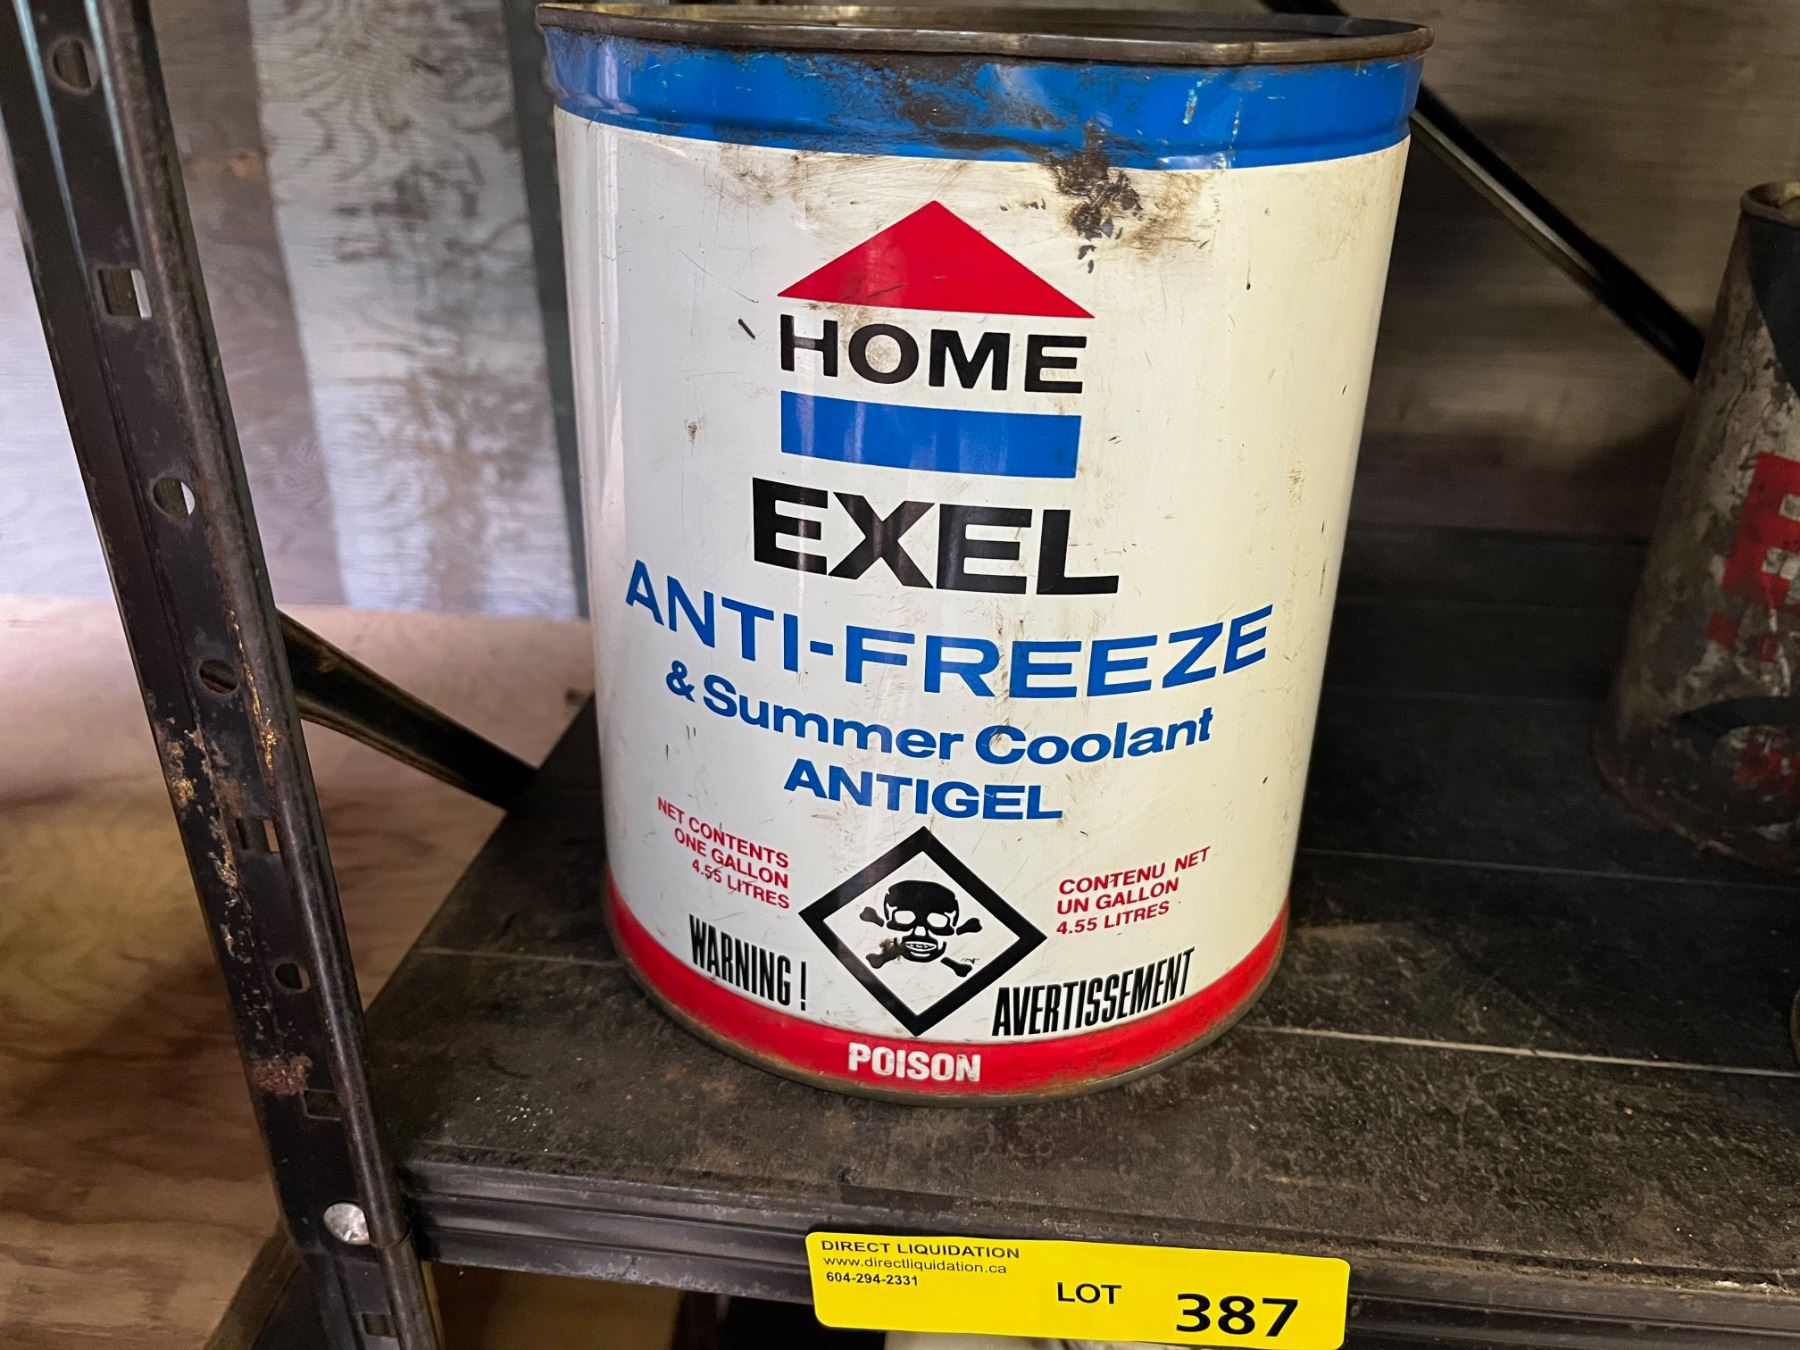 HOME
EXEL
ANTI-FREEZE
& Summer Coolant
ANTIGEL
NET CONTENTS
ONE GALLON
4.55 LITRES
CONTENU NET
UN GALLON
4.55 LITRES
WARNING!
AVERTISSEMENT
POISON
DIRECT LIQUIDATION
www.directliquidation.ca
604-294-2331
LOT 387